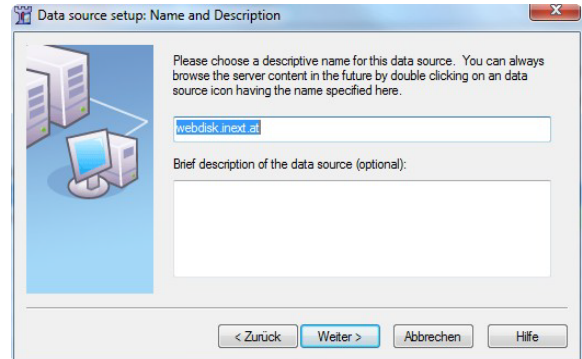 Data source setup: Name and Description
Please choose a descriptive name for this data source. You can always
browse the server content in the future by double clicking on an data
source icon having the name specified here.
webdisk.inext.at
Brief description of the data source (optional):
< Zurück Weiter > Abbrechen Hilfe